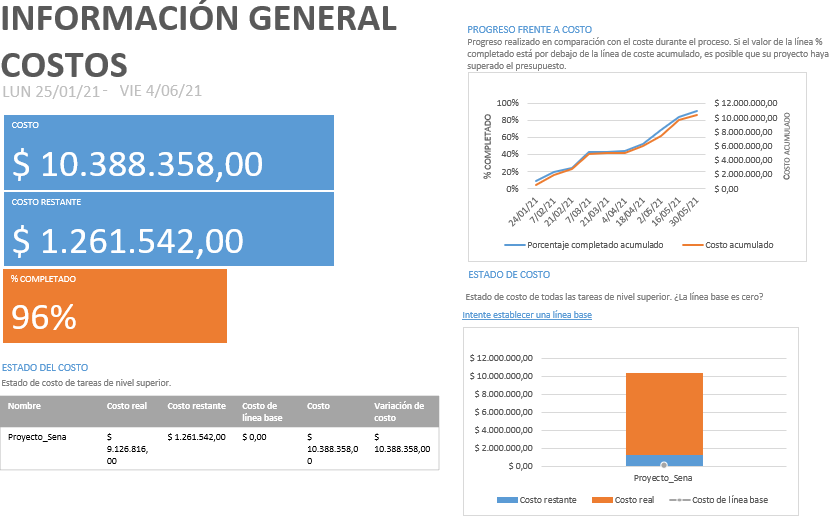 INFORMACIÓN GENERAL
COSTOS
LUN 25/01/21 - VIE 4/06/21
COSTO
$ 10.388.358,00
COSTO RESTANTE
$ 1.261.542,00
% COMPLETADO
96%
ESTADO DEL COSTO
Estado de costo de tareas de nivel superior.
Nombre Costo real Costo restante Costo de Costo Variación de
línea base costo
Proyecto_Sena $ $ 1.261.542,00 $ 0,00 $ $
9.126.816, 10.388.358,0 10.388.358,00
00 0
PROGRESO FRENTE A COSTO
Progreso realizado en comparación con el coste durante el proceso. Si el valor de la línea %
completado está por debajo de la línea de coste acumulado, es posible que su proyecto haya
superado el presupuesto.
% COMPLETADO
100%
80%
60%
40%
20%
0%
$ 12.000.000,00
$ 10.000.000,00
$ 8.000.000,00
$ 6.000.000,00
$ 4.000.000,00
$ 2.000.000,00
$ 0,00
COSTO ACUMULADO
24/01/21
7/02/21
21/02/21
7/03/21
21/03/21
4/04/21
18/04/21
2/05/21
16/05/21
30/05/21
Porcentaje completado acumulado Costo acumulado
ESTADO DE COSTO
Estado de costo de todas las tareas de nivel superior. ¿La línea base es cero?
Intente establecer una línea base
$ 12.000.000,00
$ 10.000.000,00
$ 8.000.000,00
$ 6.000.000,00
$ 4.000.000,00
$ 2.000.000,00
$ 0,00
Proyecto_Sena
Costo restante Costo real Costo de línea base